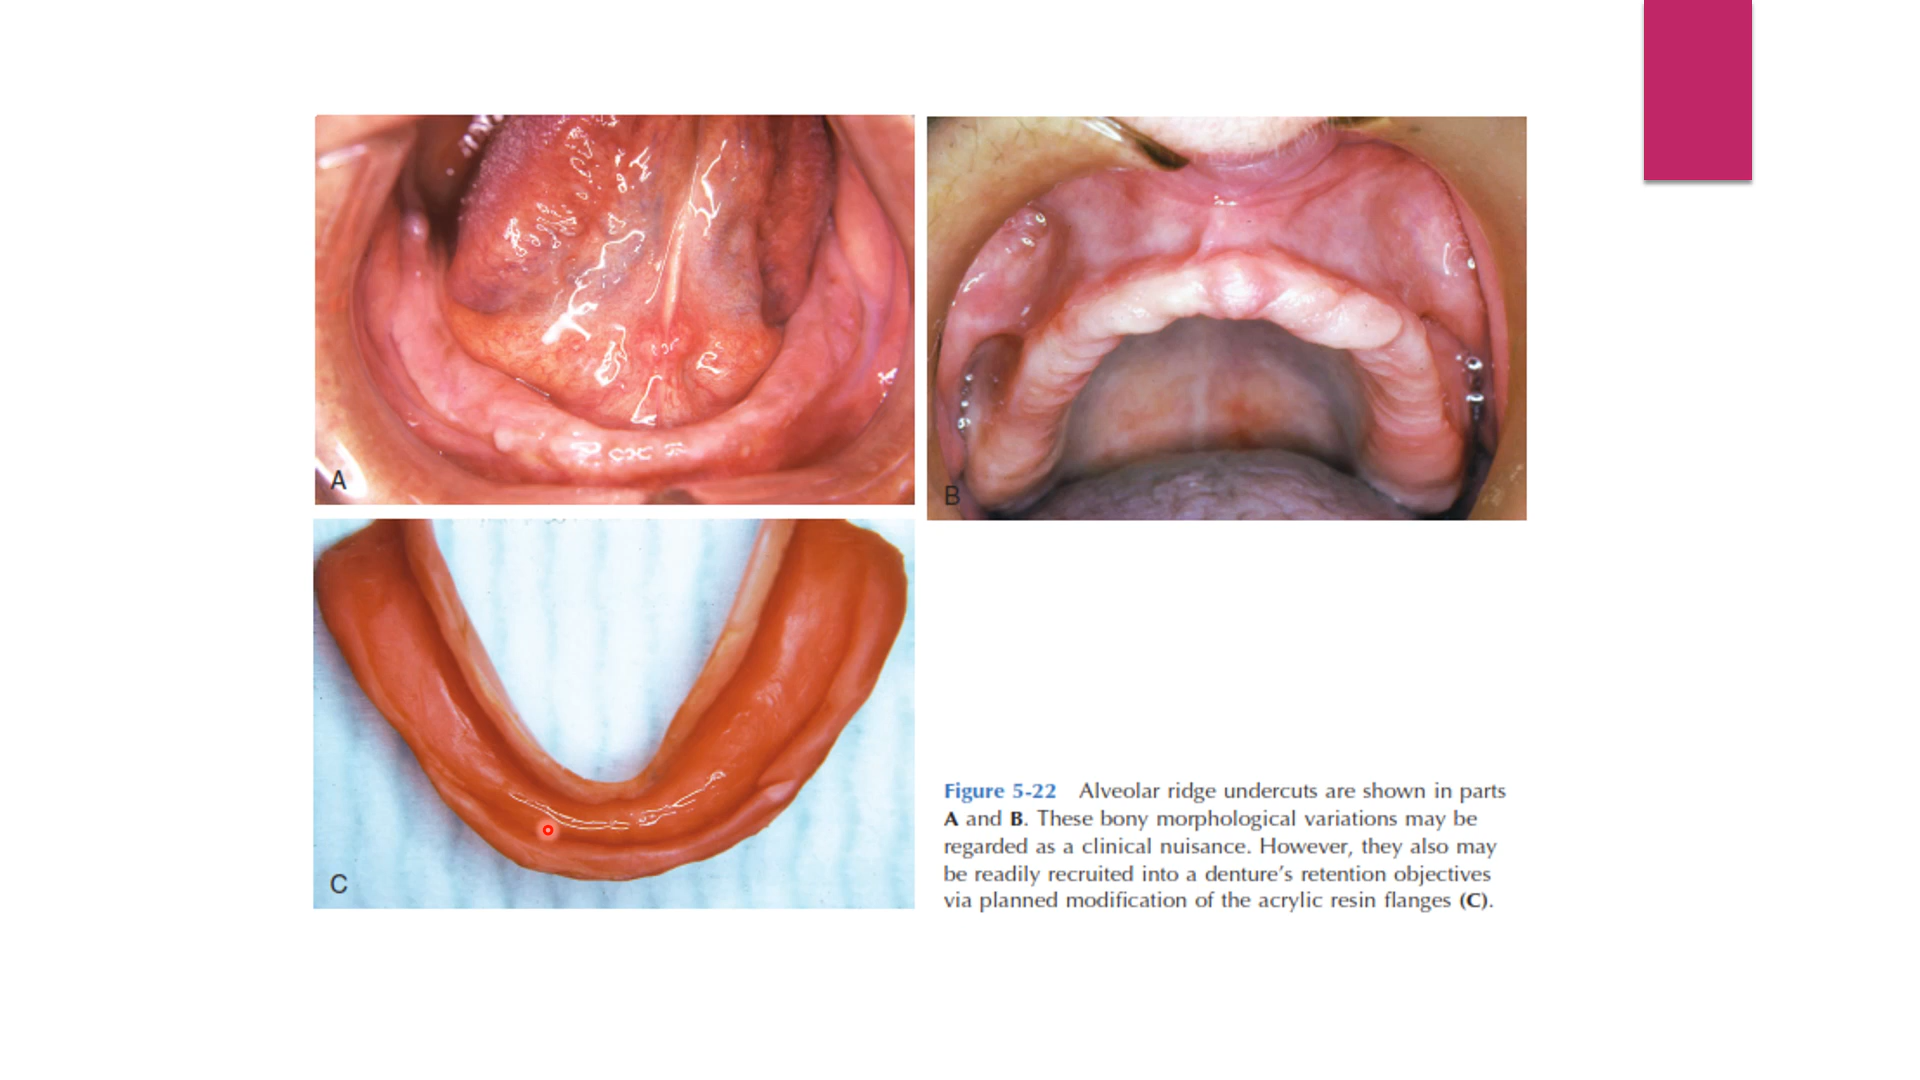 A
B
C
Figure 5-22 Alveolar ridge undercuts are shown in parts
A and B. These bony morphological variations may be
regarded as a clinical nuisance. However, they also may
be readily recruited into a denture’s retention objectives
via planned modification of the acrylic resin flanges (C).